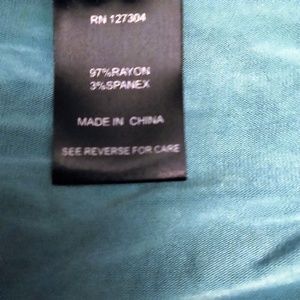 RN 127304
97%RAYON
3%SPANEX
MADE IN CHINA
SEE REVERSE FOR CARE